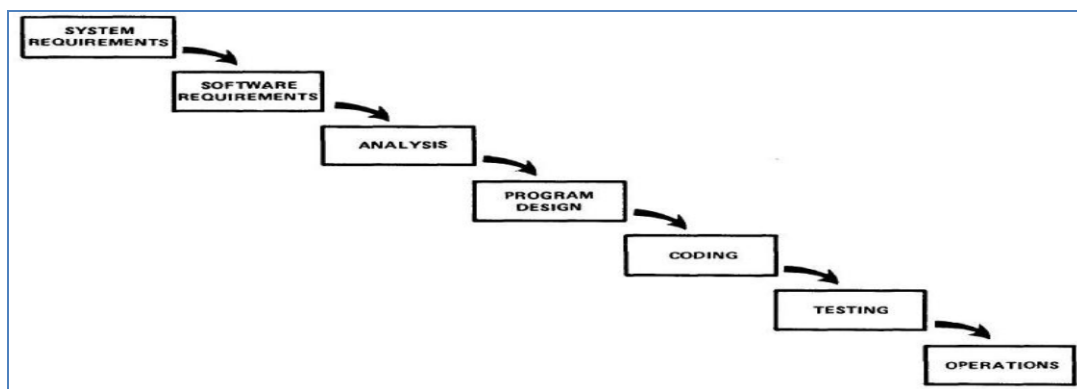 SYSTEM
REQUIREMENTS
SOFTWARE
REQUIREMENTS
ANALYSIS
PROGRAM
DESIGN
CODING
TESTING
OPERATIONS